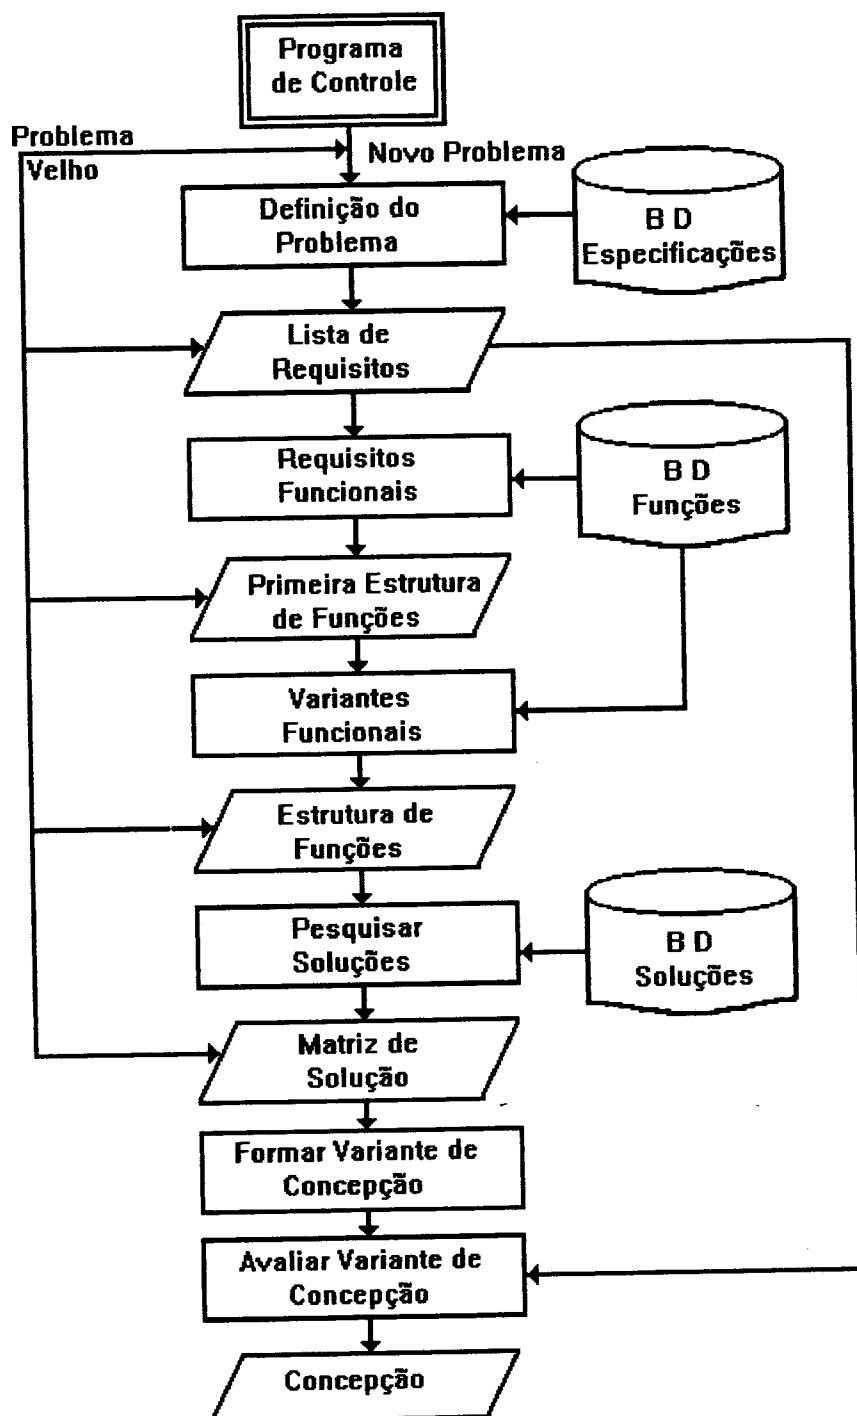 Programa
de Controle
Problema
Velho
Novo Problema
Definição do
Problema
B D
Especificações
Lista de
Requisitos
Requisitos
Funcionais
B D
Funções
Primeira Estrutura
de Funções
Variantes
Funcionais
Estrutura de
Funções
Pesquisar
Soluções
B D
Soluções
Matriz de
Solução
Formar Variante de
Concepção
Avaliar Variante de
Concepção
Concepção